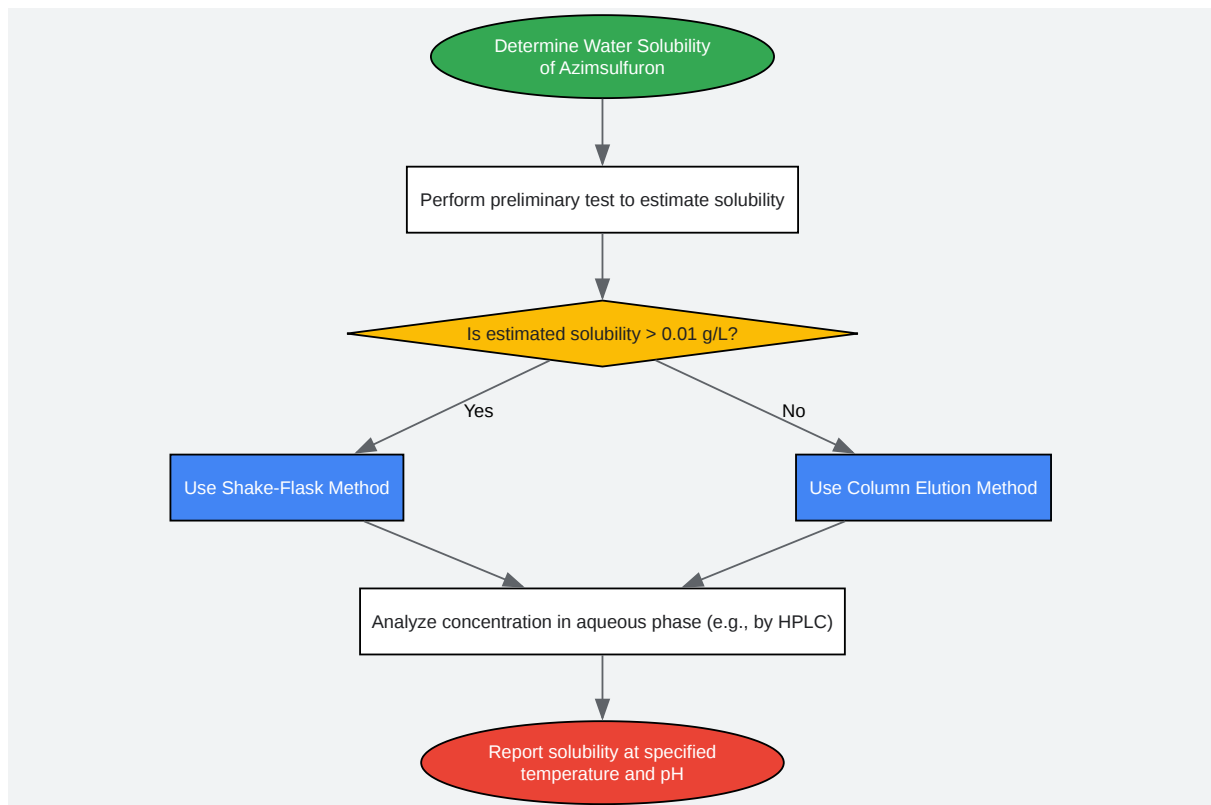 Determine Water Solubility
of Azimsulfuron
Perform preliminary test to estimate solubility
Is estimated solubility > 0.01 g/L?
Yes
No
Use Shake-Flask Method
Use Column Elution Method
Analyze concentration in aqueous phase (e.g., by HPLC)
Report solubility at specified
temperature and pH